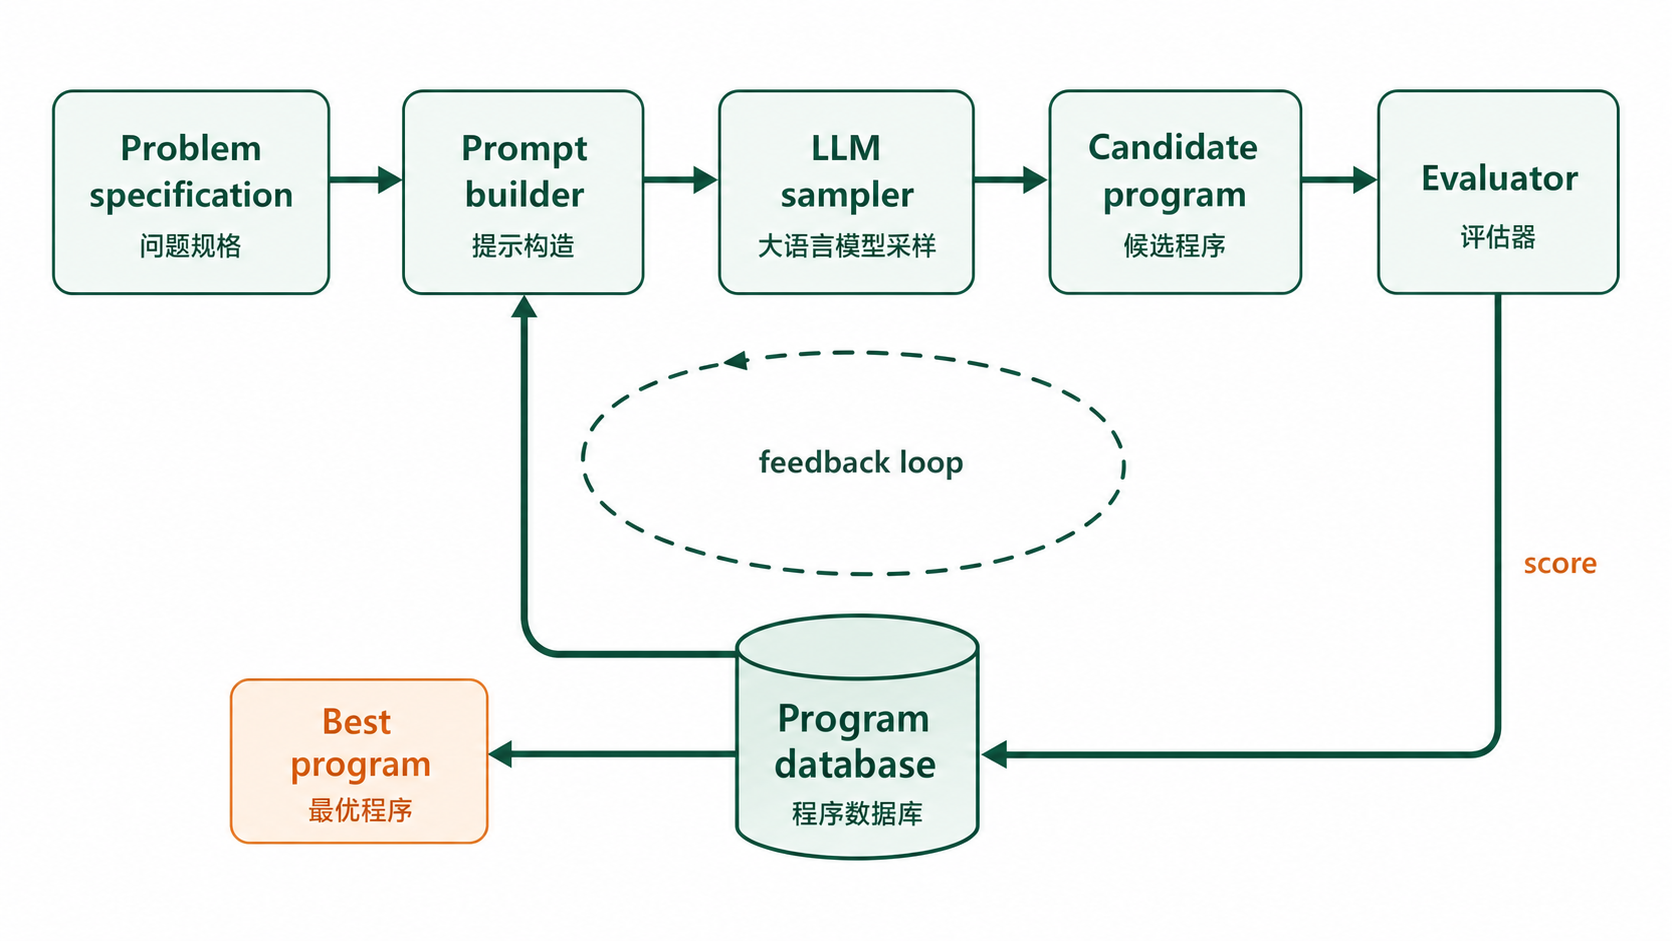 Problem
specification
问题规格
Prompt
builder
提示构造
LLM
sampler
大语言模型采样
Candidate
program
候选程序
Evaluator
评估器
feedback loop
score
Best
program
最优程序
Program
database
程序数据库